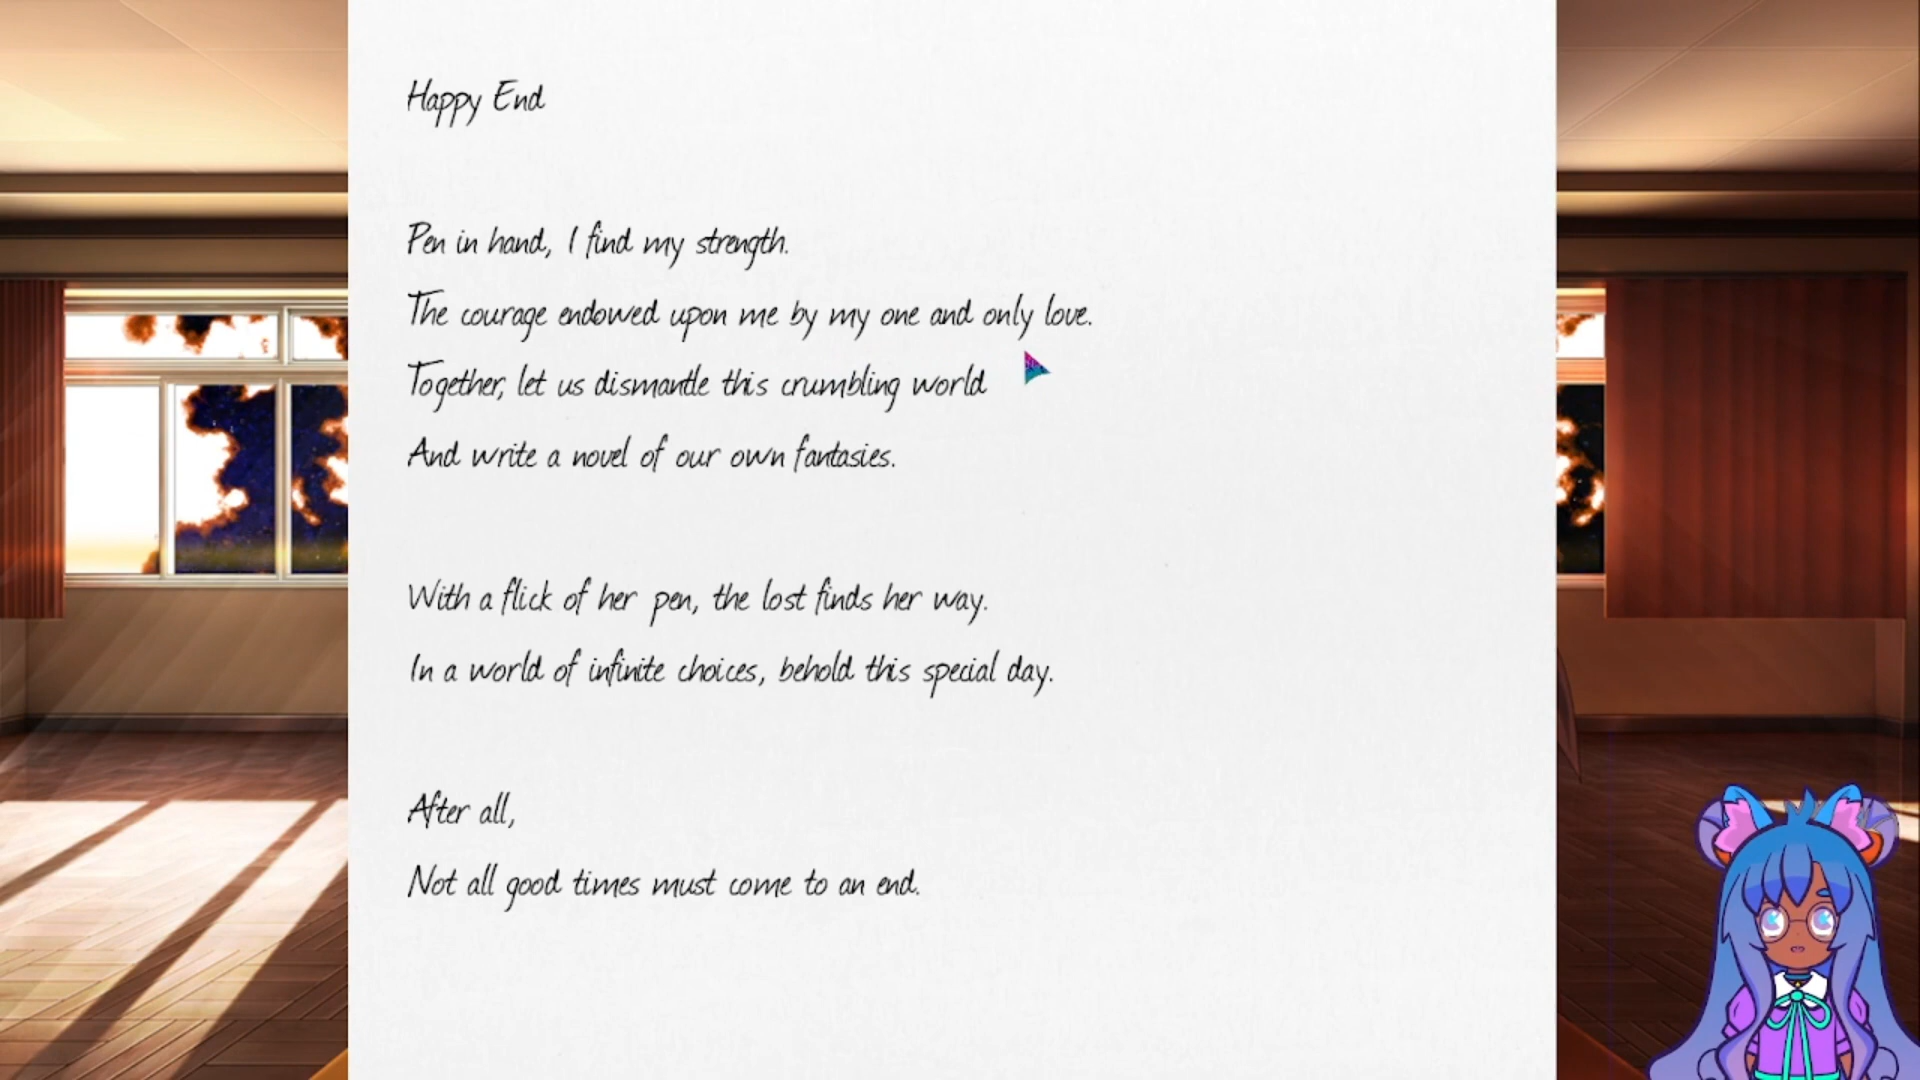 Happy End
Pen in hand, I find my strength.
The courage endowed upon me by my one and only love.
Together, let us dismantle this crumbling world
And write a novel of our own fantasies.
With a flick of her pen, the lost finds her way.
In a world of infinite choices, behold this special day.
After all,
Not all good times must come to an end.